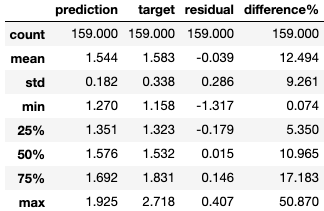 prediction target residual difference%
count 159.000 159.000 159.000 159.000
mean 1.544 1.583 -0.039 12.494
std 0.182 0.338 0.286 9.261
min 1.270 1.158 -1.317 0.074
25% 1.351 1.323 -0.179 5.350
50% 1.576 1.532 0.015 10.965
75% 1.692 1.831 0.146 17.183
max 1.925 2.718 0.407 50.870